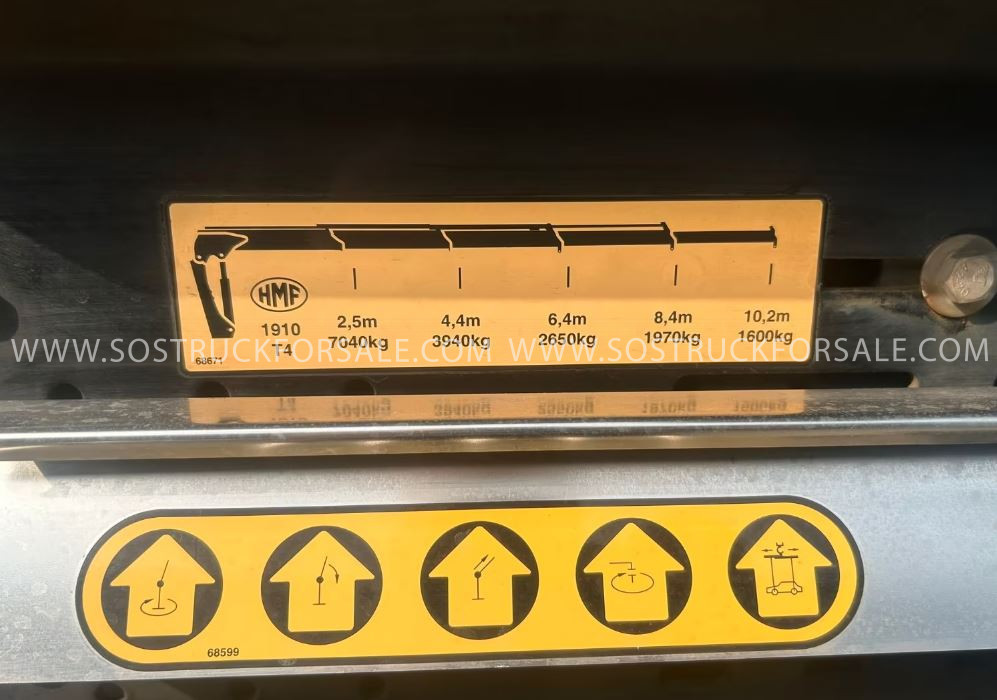 HMF
1910
T4
68671
2,5m
7040kg
4,4m
3940kg
6,4m
2650kg
8,4m
1970kg
10,2m
1600kg
WWW.SOSTRUCKFORSALE.COM WWW.SOSTRUCKFORSALE.COM
68599